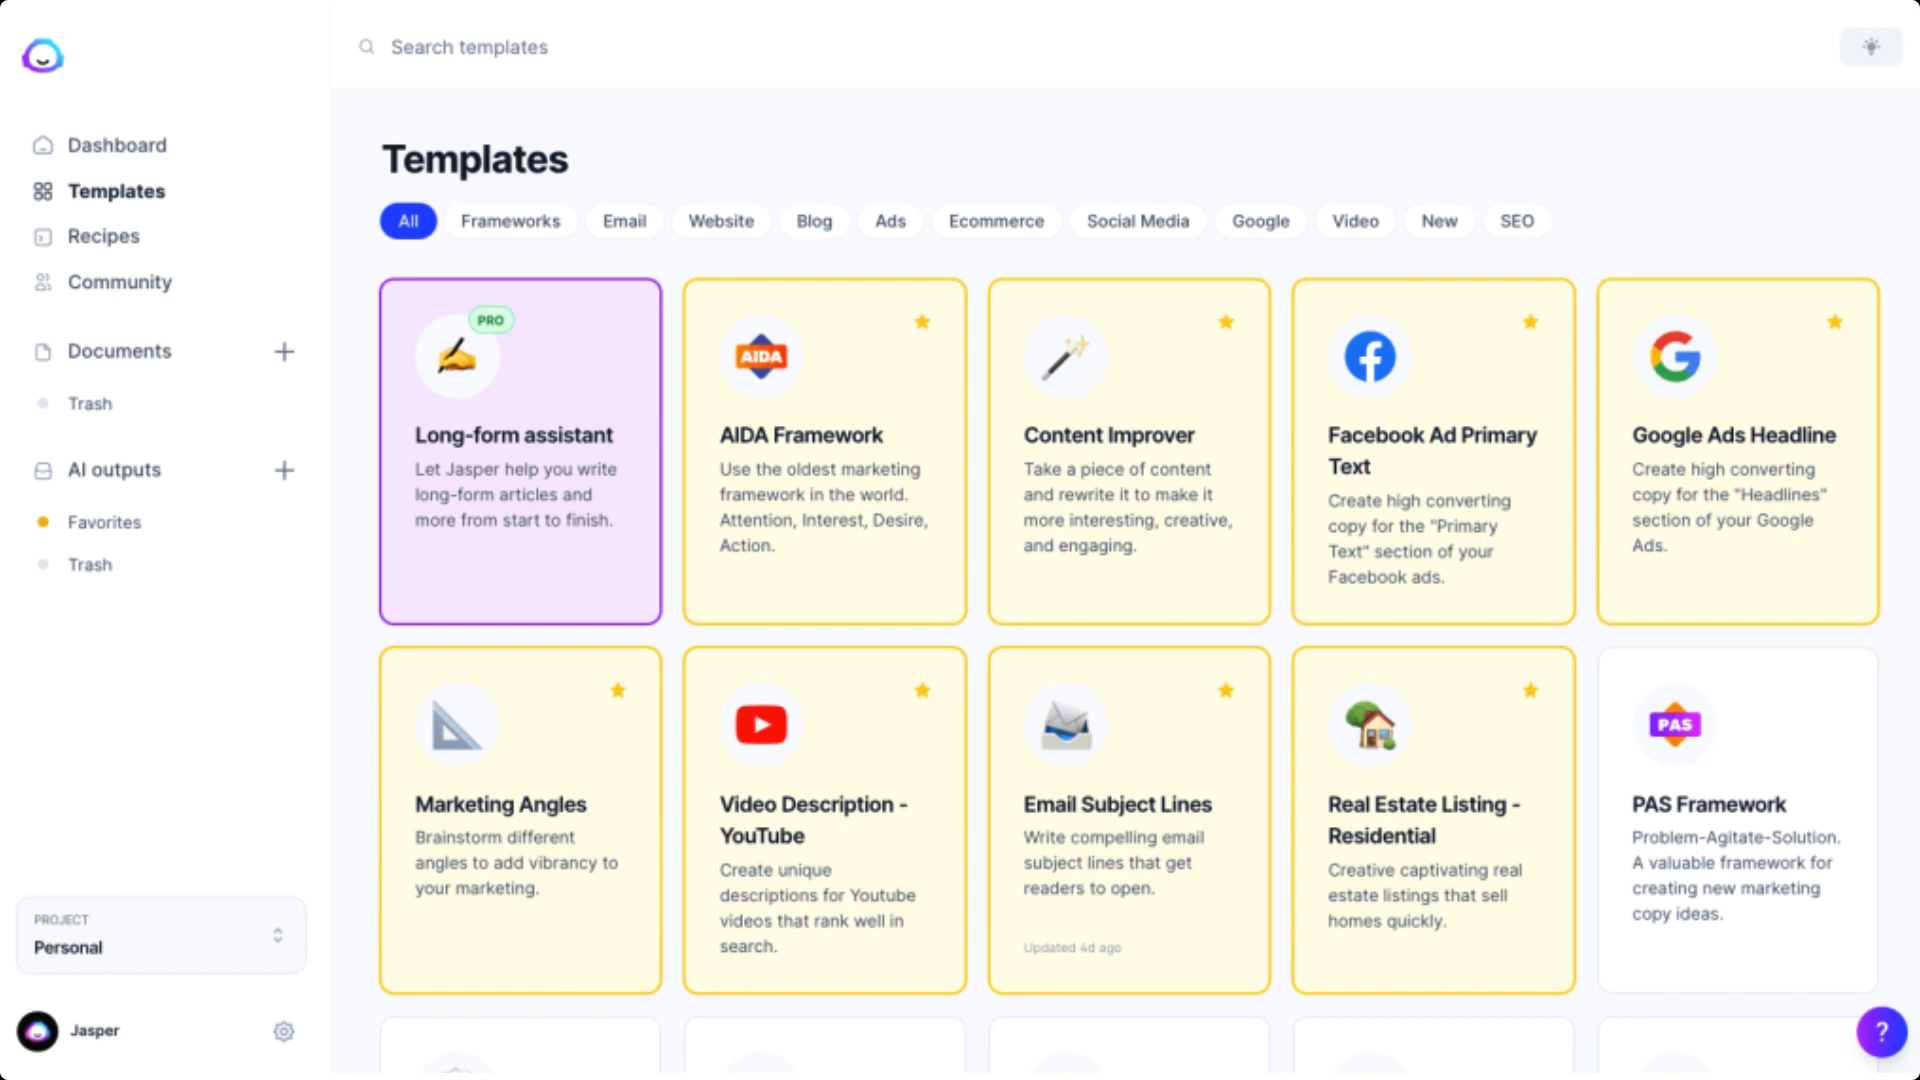 Search templates
Dashboard
Templates
Recipes
Community
Documents
Trash
AI outputs
Favorites
Trash
PROJECT
Personal
Jasper
Templates
All
Frameworks
Email
Website
Blog
Ads
Ecommerce
Social Media
Google
Video
New
SEO
PRO
Long-form assistant
Let Jasper help you write
long-form articles and
more from start to finish.
AIDA
AIDA Framework
Use the oldest marketing
framework in the world.
Attention, Interest, Desire,
Action.
Content Improver
Take a piece of content
and rewrite it to make it
more interesting, creative,
and engaging.
Facebook Ad Primary
Text
Create high converting
copy for the "Primary
Text" section of your
Facebook ads.
Google Ads Headline
Create high converting
copy for the "Headlines"
section of your Google
Ads.
Marketing Angles
Brainstorm different
angles to add vibrancy to
your marketing.
Video Description -
YouTube
Create unique
descriptions for Youtube
videos that rank well in
search.
Email Subject Lines
Write compelling email
subject lines that get
readers to open.
Updated 4d ago
Real Estate Listing -
Residential
Creative captivating real
estate listings that sell
homes quickly.
PAS
PAS Framework
Problem-Agitate-Solution.
A valuable framework for
creating new marketing
copy ideas.
?